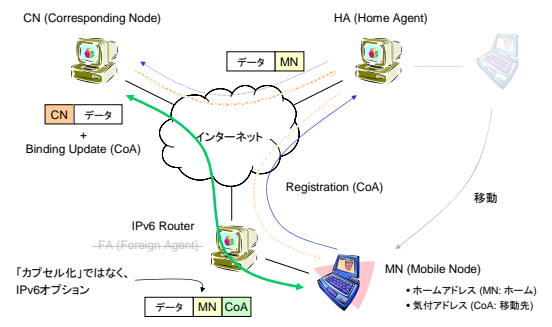 CN (Corresponding Node)
HA (Home Agent)
データ MN
CN データ
+
Binding Update (CoA)
インターネット
Registration (CoA)
移動
IPv6 Router
FA (Foreign Agent)
MN (Mobile Node)
• ホームアドレス (MN: ホーム)
• 気付アドレス (CoA: 移動先)
「カプセル化」ではなく、
IPv6オプション
データ MN CoA